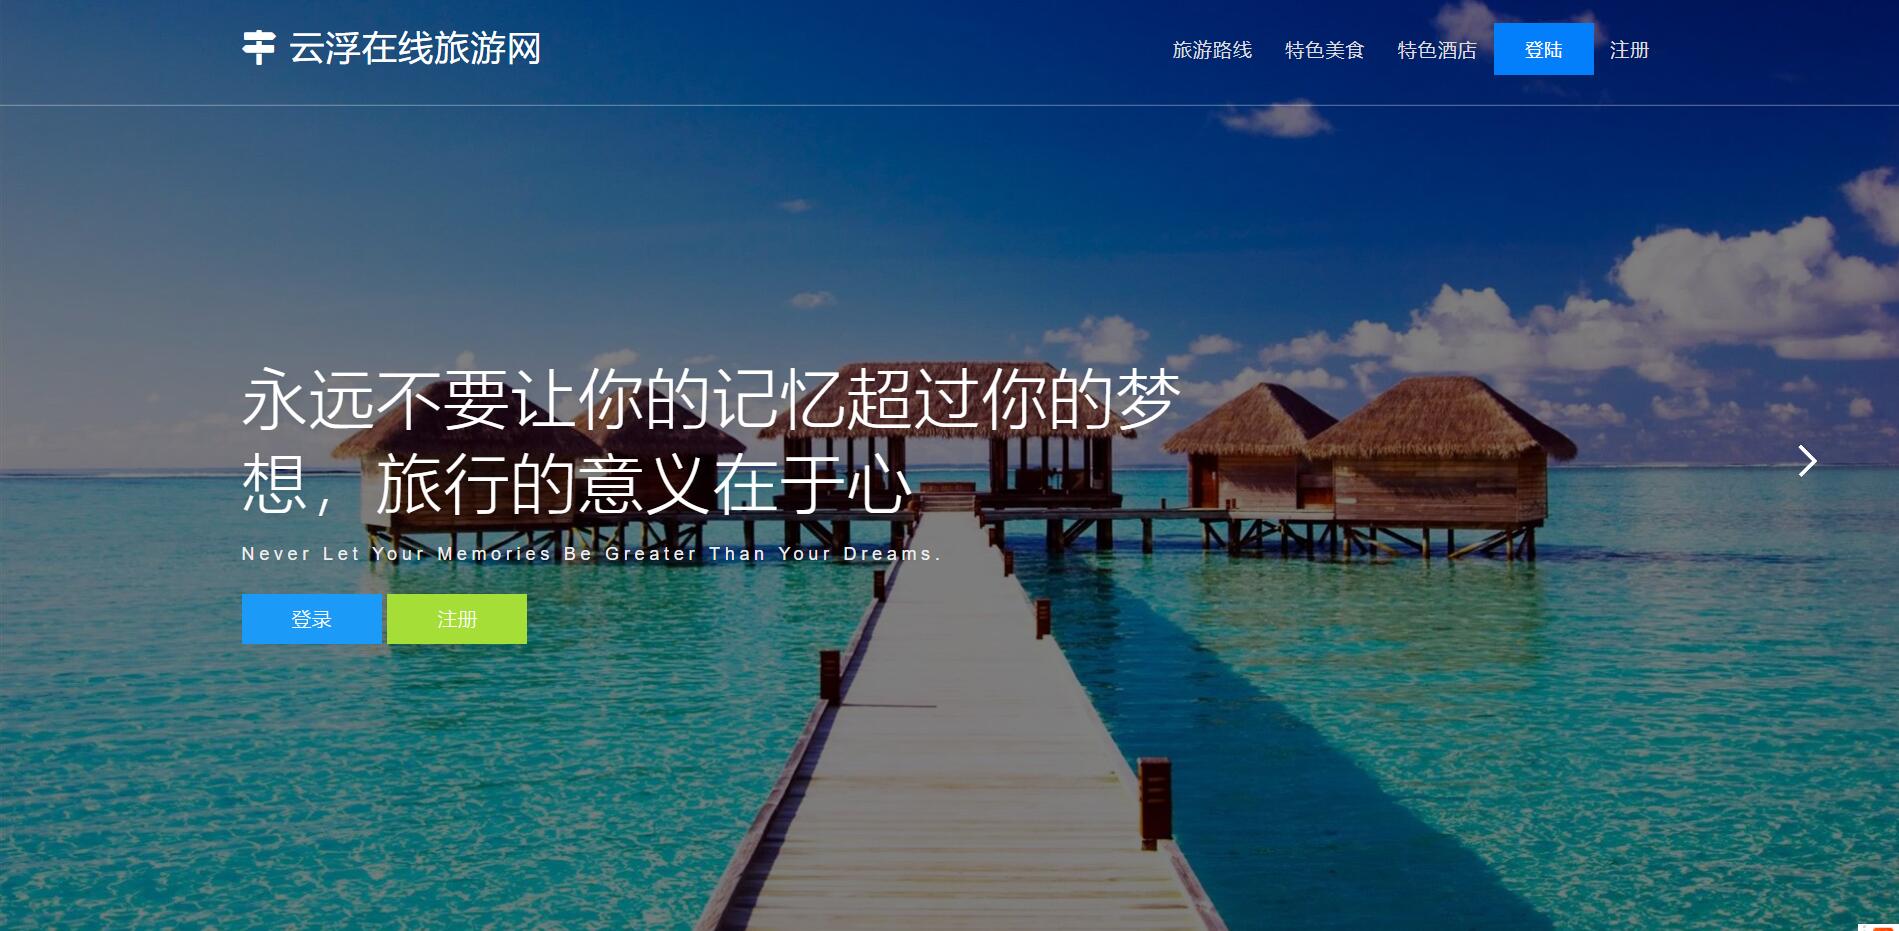 云浮在线旅游网
旅游路线 特色美食 特色酒店 登陆 注册
永远不要让你的记忆超过你的梦
想，旅行的意义在于心
Never Let Your Memories Be Greater Than Your Dreams.
登录 注册